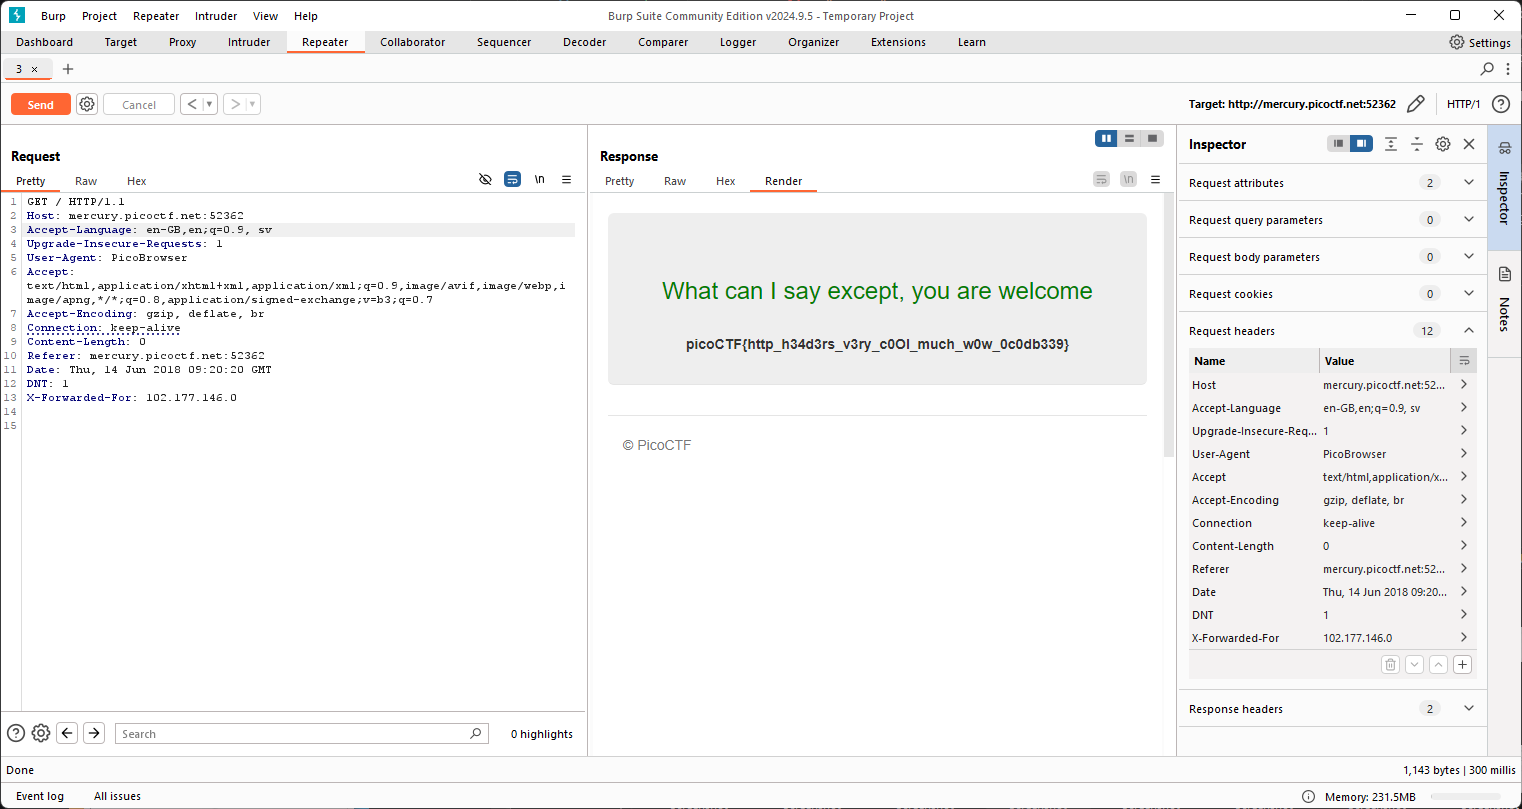 Burp Project Repeater Intruder View Help Burp Suite Community Edition v2024.9.5 - Temporary Project
Dashboard Target Proxy Intruder Repeater Collaborator Sequencer Decoder Comparer Logger Organizer Extensions Learn Settings
3 × +
Send Cancel < > Target: http://mercury.picoctf.net:52362 HTTP/1 ?
Request
Pretty Raw Hex \n
1 GET / HTTP/1.1
2 Host: mercury.picoctf.net:52362
3 Accept-Language: en-GB,en;q=0.9, sv
4 Upgrade-Insecure-Requests: 1
5 User-Agent: PicoBrowser
6 Accept:
text/html,application/xhtml+xml,application/xml;q=0.9,image/avif,image/webp,i
mage/apng,*/*;q=0.8,application/signed-exchange;v=b3;q=0.7
7 Accept-Encoding: gzip, deflate, br
8 Connection: keep-alive
9 Content-Length: 0
10 Referer: mercury.picoctf.net:52362
11 Date: Thu, 14 Jun 2018 09:20:20 GMT
12 DNT: 1
13 X-Forwarded-For: 102.177.146.0
14
15
? Search 0 highlights
Response
Pretty Raw Hex Render \n
What can I say except, you are welcome
picoCTF{http_h34d3rs_v3ry_c0Ol_much_w0w_0c0db339}
© PicoCTF
Inspector
Request attributes 2
Request query parameters 0
Request body parameters 0
Request cookies 0
Request headers 12
Name Value
Host mercury.picoctf.net:52...
Accept-Language en-GB,en;q=0.9, sv
Upgrade-Insecure-Req... 1
User-Agent PicoBrowser
Accept text/html,application/x...
Accept-Encoding gzip, deflate, br
Connection keep-alive
Content-Length 0
Referer mercury.picoctf.net:52...
Date Thu, 14 Jun 2018 09:20...
DNT 1
X-Forwarded-For 102.177.146.0
Response headers 2
Inspector
Notes
Done 1,143 bytes | 300 millis
Event log All issues Memory: 231.5MB